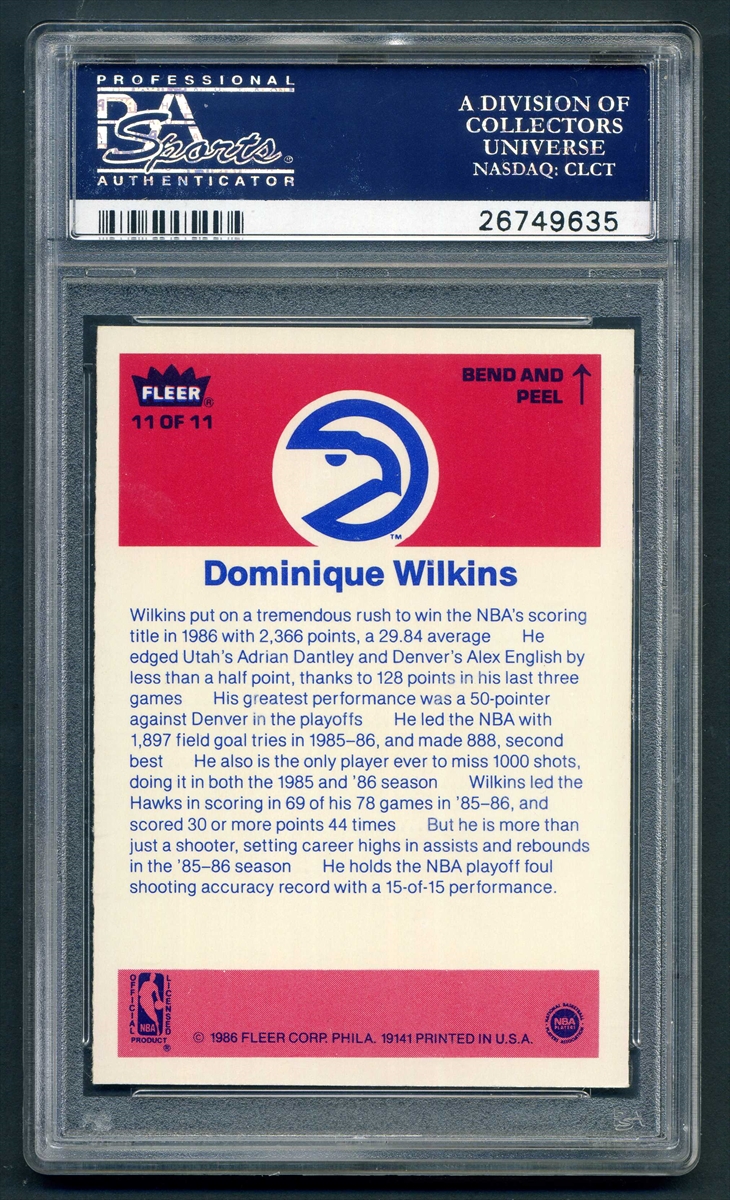 PROFESSIONAL
PSA
Sports®
AUTHENTICATOR
A DIVISION OF
COLLECTORS
UNIVERSE
NASDAQ: CLCT
26749635
FLEER®
11 OF 11
BEND AND
PEEL
TM
Dominique Wilkins
Wilkins put on a tremendous rush to win the NBA's scoring
title in 1986 with 2,366 points, a 29.84 average He
edged Utah's Adrian Dantley and Denver's Alex English by
less than a half point, thanks to 128 points in his last three
games His greatest performance was a 50-pointer
against Denver in the playoffs He led the NBA with
1,897 field goal tries in 1985–86, and made 888, second
best He also is the only player ever to miss 1000 shots,
doing it in both the 1985 and '86 season Wilkins led the
Hawks in scoring in 69 of his 78 games in '85–86, and
scored 30 or more points 44 times But he is more than
just a shooter, setting career highs in assists and rebounds
in the '85–86 season He holds the NBA playoff foul
shooting accuracy record with a 15-of-15 performance.
OFFICIAL
LICENSED
NBA
PRODUCT ®
© 1986 FLEER CORP. PHILA. 19141 PRINTED IN U.S.A.
NATIONAL BASKETBALL
NBA
PLAYERS
PLAYERS ASSOCIATION